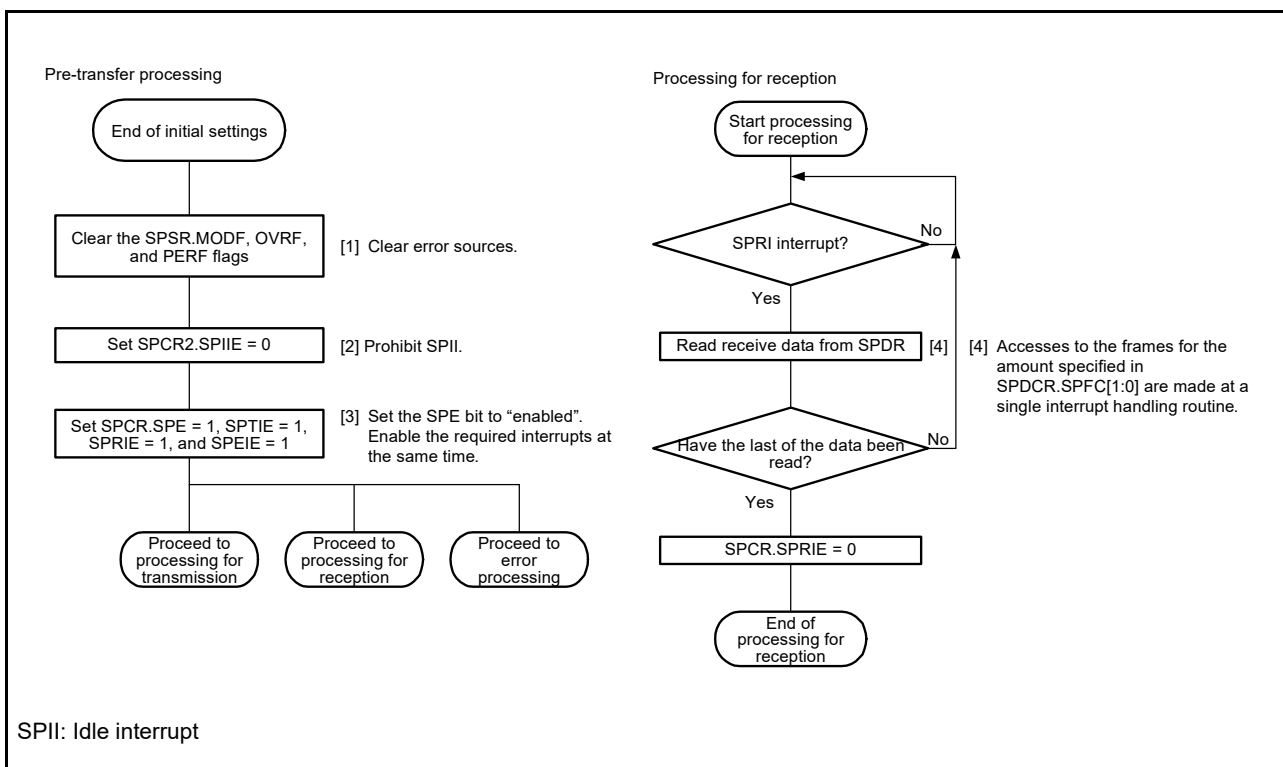 Pre-transfer processing
End of initial settings
Clear the SPSR.MODF, OVRF,
and PERF flags
[1] Clear error sources.
Set SPCR2.SPIIE = 0
[2] Prohibit SPII.
Set SPCR.SPE = 1, SPTIE = 1,
SPRIE = 1, and SPEIE = 1
[3] Set the SPE bit to “enabled”.
Enable the required interrupts at
the same time.
Proceed to
processing for
transmission
Proceed to
processing for
reception
Proceed to
error
processing
Processing for reception
Start processing
for reception
SPRI interrupt?
No
Yes
Read receive data from SPDR
[4]
[4] Accesses to the frames for the
amount specified in
SPDCR.SPFC[1:0] are made at a
single interrupt handling routine.
Have the last of the data been
read?
No
Yes
SPCR.SPRIE = 0
End of
processing for
reception
SPII: Idle interrupt